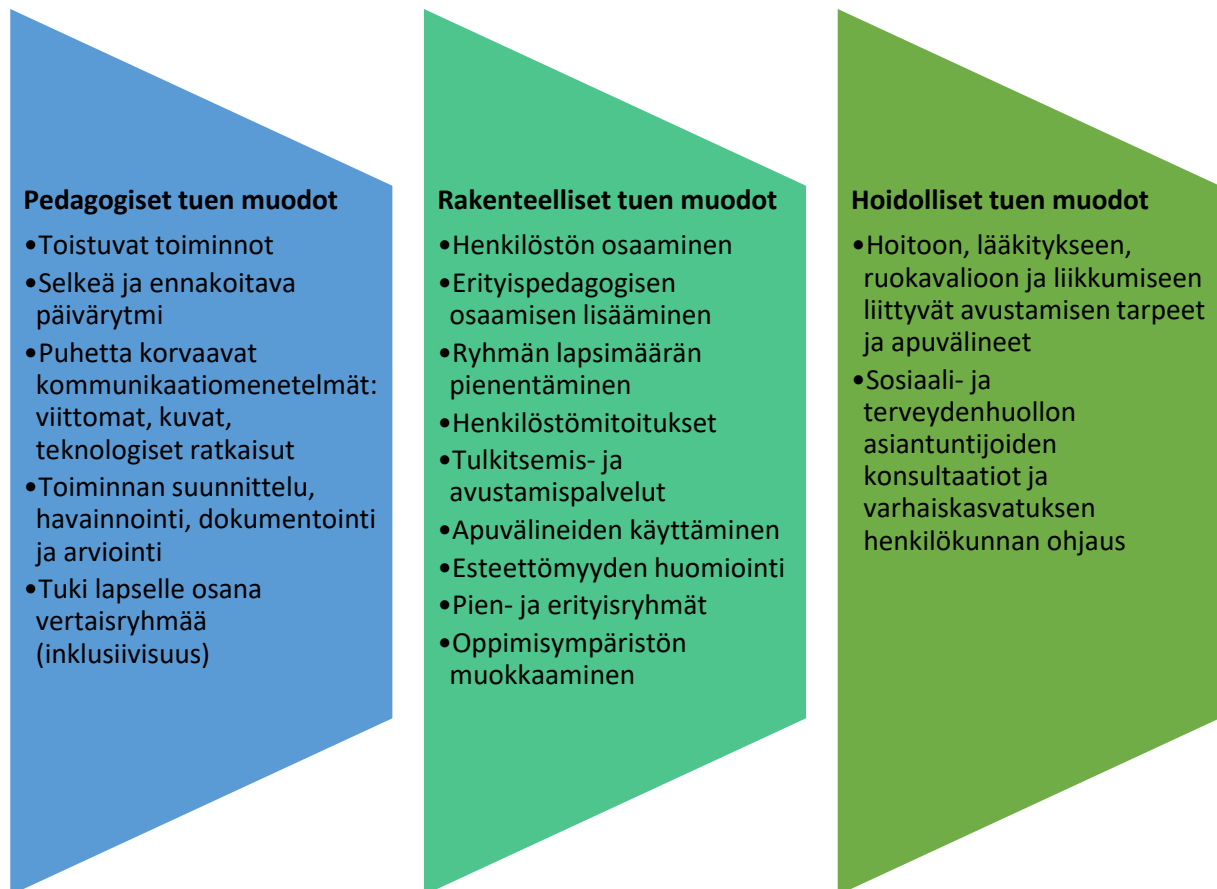 Pedagogiset tuen muodot
•Toistuvat toiminnot
•Selkeä ja ennakoitava
päivärytmi
•Puhetta korvaavat
kommunikaatiomenetelmät:
viittomat, kuvat,
teknologiset ratkaisut
•Toiminnan suunnittelu,
havainnointi, dokumentointi
ja arviointi
•Tuki lapselle osana
vertaisryhmää
(inklusiivisuus)
Rakenteelliset tuen muodot
•Henkilöstön osaaminen
•Erityispedagogisen
osaamisen lisääminen
•Ryhmän lapsimäärän
pienentäminen
•Henkilöstömitoitukset
•Tulkitsemis- ja
avustamispalvelut
•Apuvälineiden käyttäminen
•Esteettömyyden huomiointi
•Pien- ja erityisryhmät
•Oppimisympäristön
muokkaaminen
Hoidolliset tuen muodot
•Hoitoon, lääkitykseen,
ruokavalioon ja liikkumiseen
liittyvät avustamisen tarpeet
ja apuvälineet
•Sosiaali- ja
terveydenhuollon
asiantuntijoiden
konsultaatiot ja
varhaiskasvatuksen
henkilökunnan ohjaus